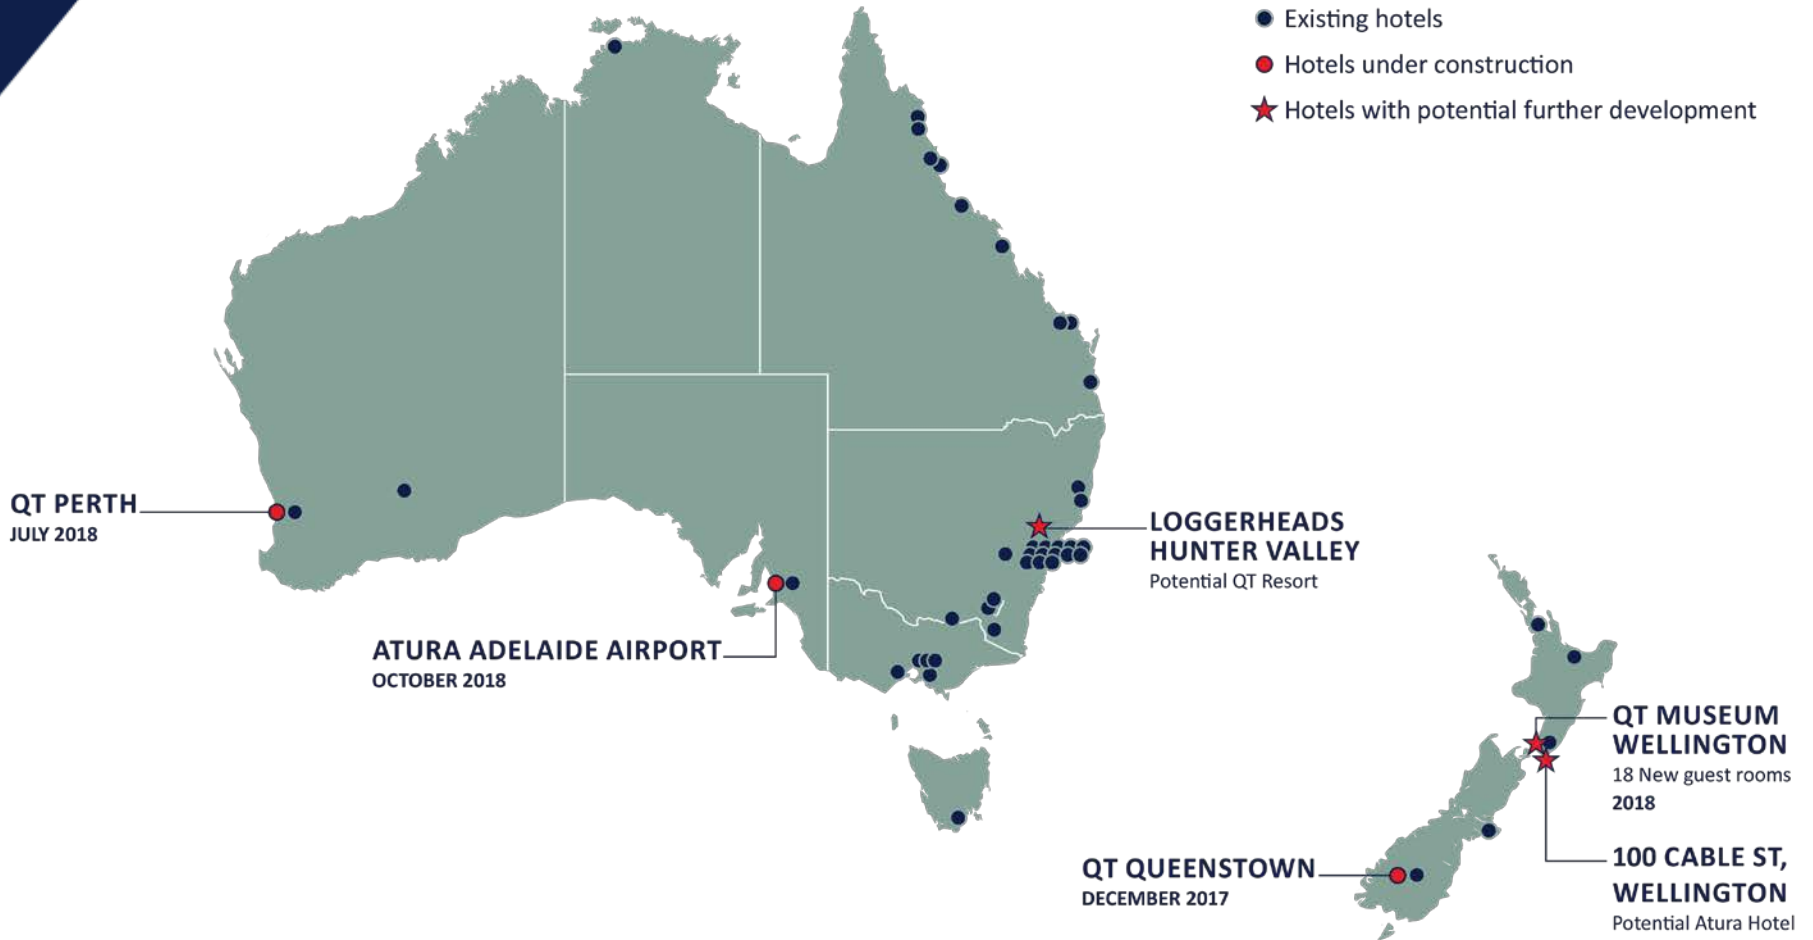 Existing hotels
Hotels under construction
Hotels with potential further development
QT PERTH
JULY 2018
LOGGERHEADS
HUNTER VALLEY
Potential QT Resort
ATURA ADELAIDE AIRPORT
OCTOBER 2018
QT MUSEUM
WELLINGTON
18 New guest rooms
2018
100 CABLE ST,
WELLINGTON
Potential Atura Hotel
QT QUEENSTOWN
DECEMBER 2017